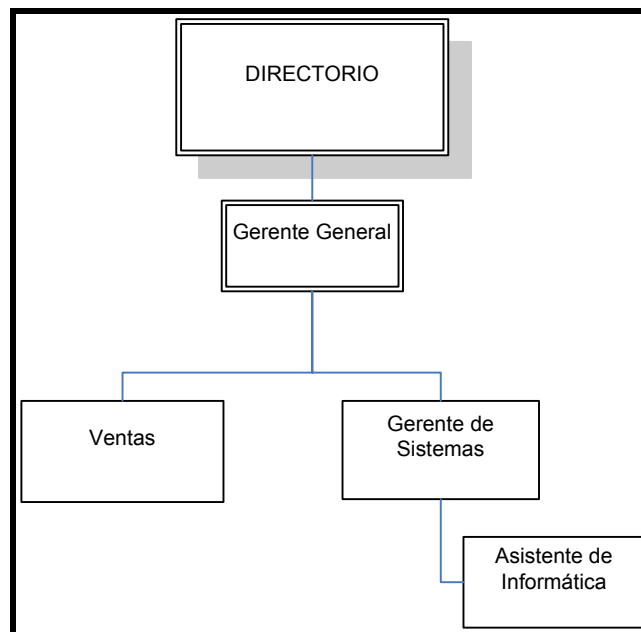 DIRECTORIO
Gerente General
Ventas
Gerente de
Sistemas
Asistente de
Informática